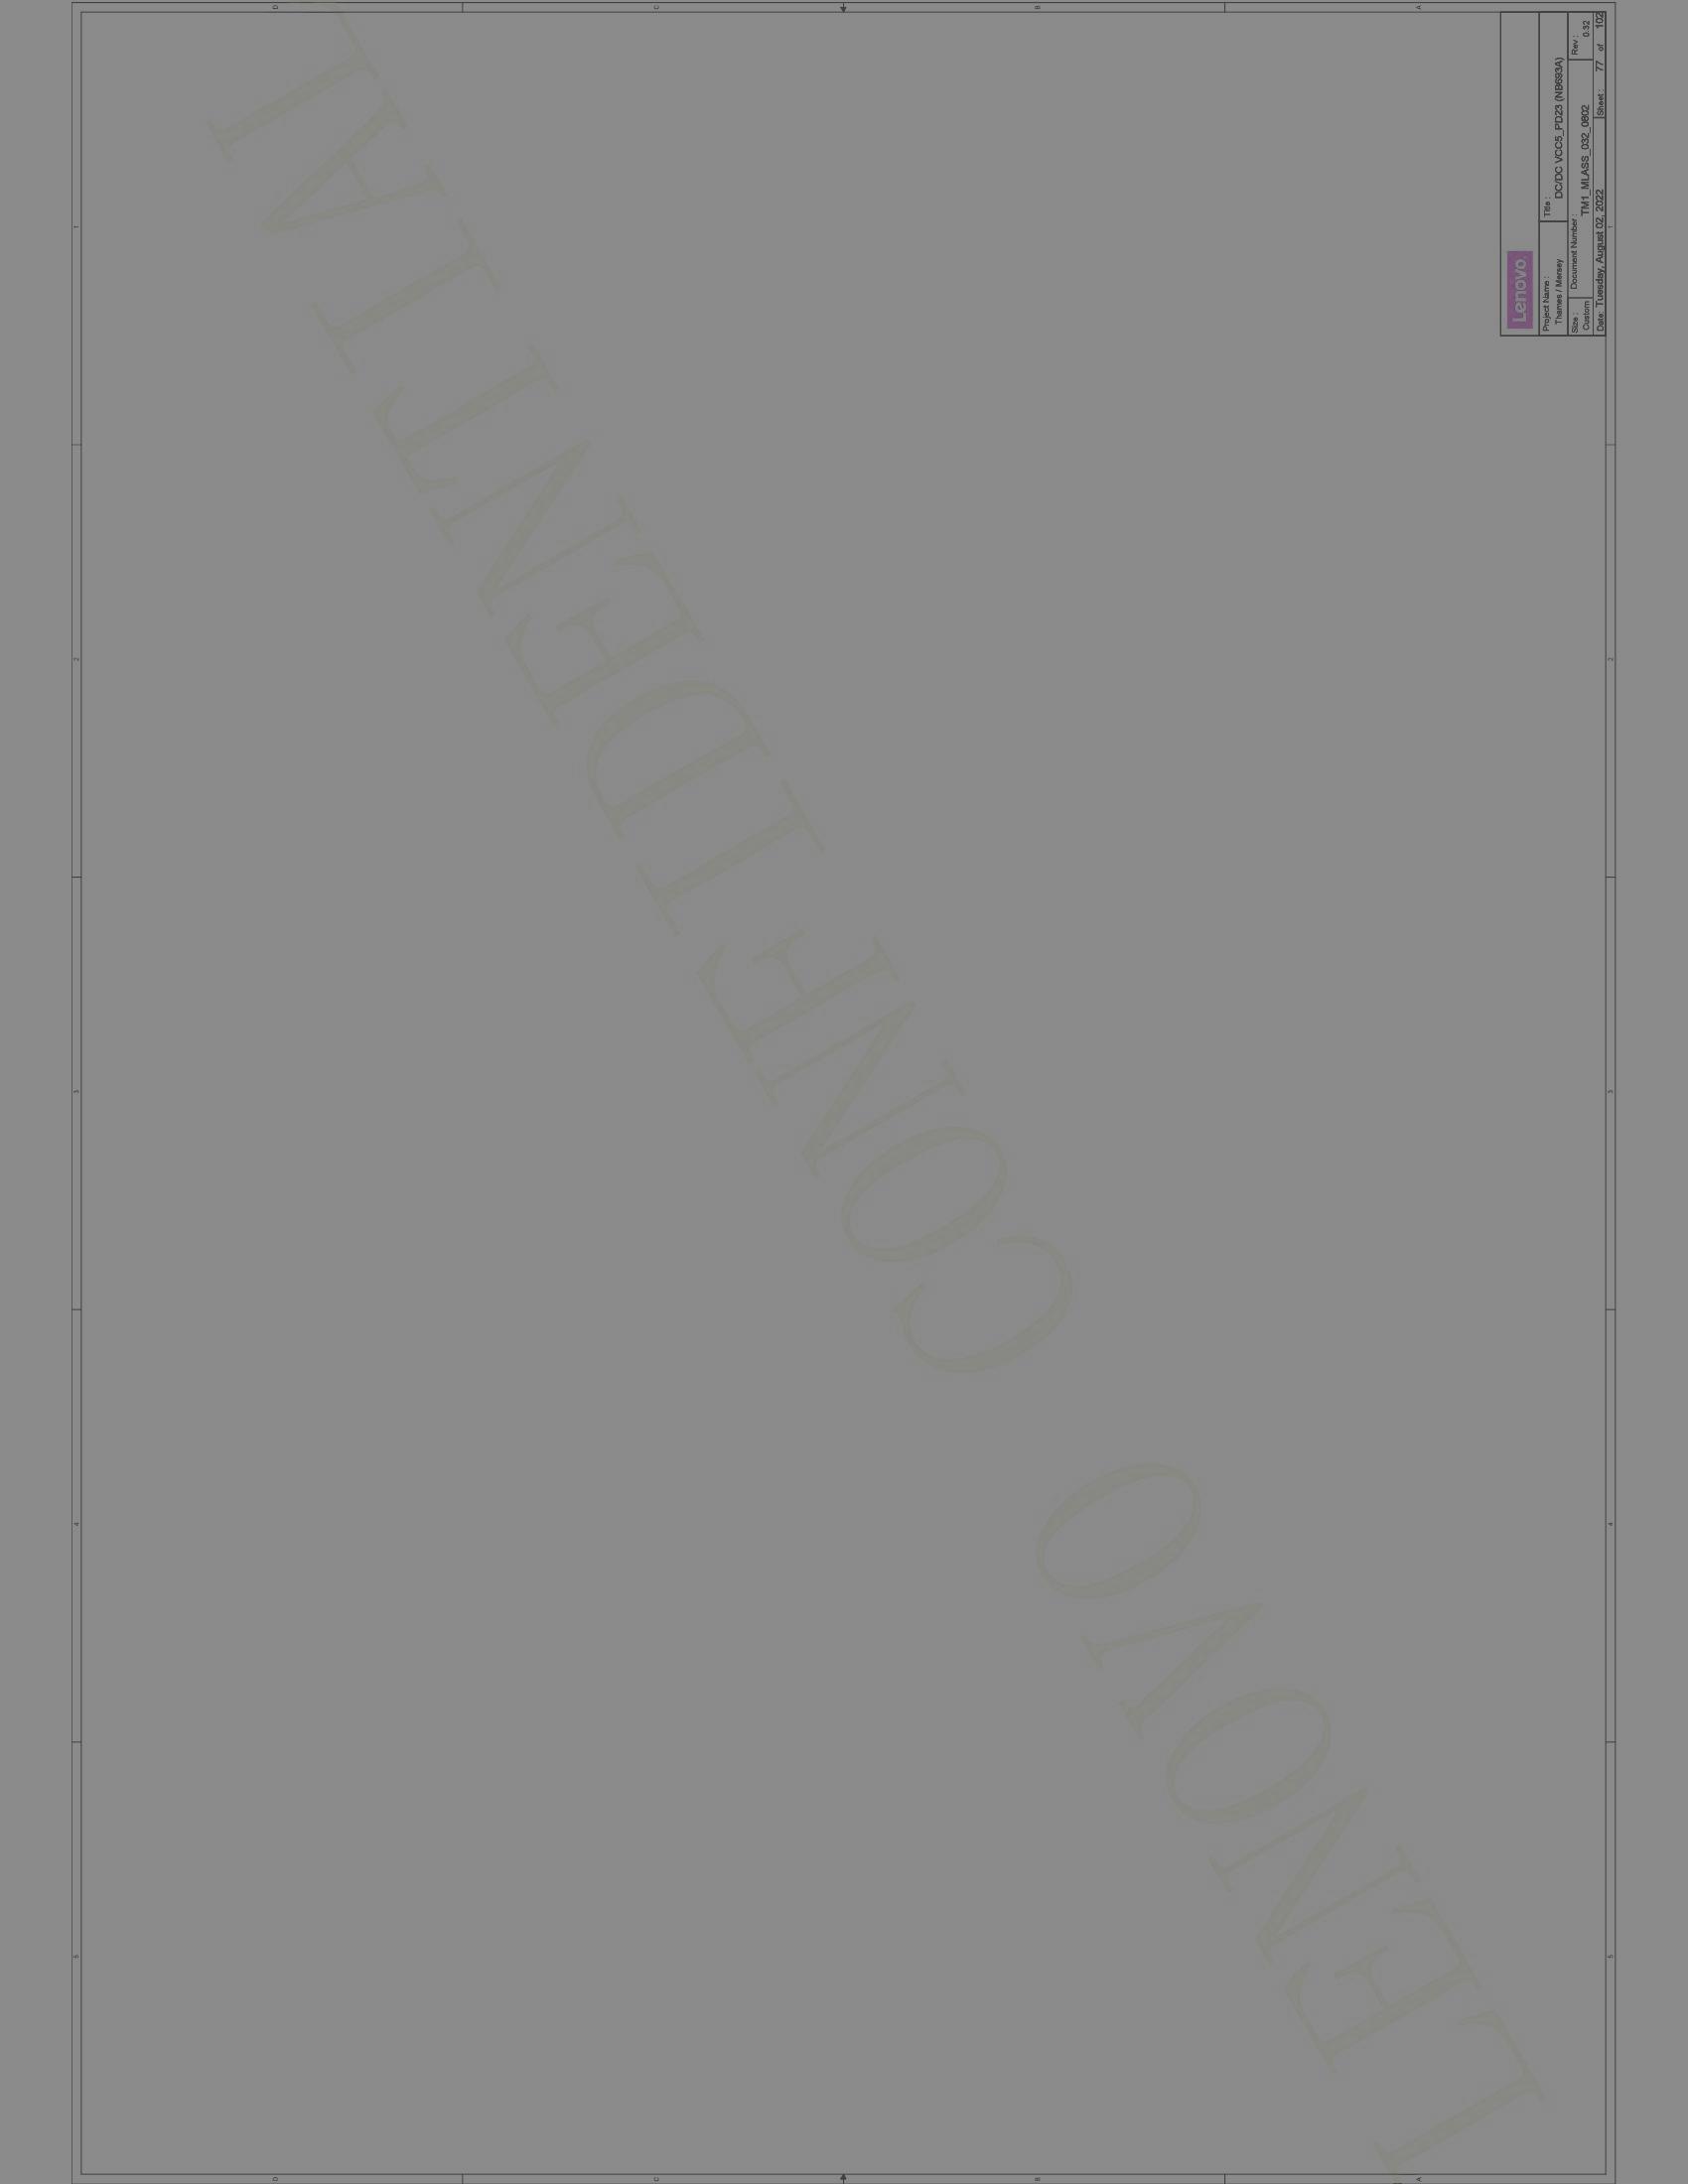 LENOVO CONFIDENTIAL
Lenovo
Project Name :
Thames / Mersey
Title :
DC/DC VCC5_PD23 (NB693A)
Size :
Custom
Document Number :
TM1_MLASS_032_0802
Rev :
0.32
Date: Tuesday, August 02, 2022
Sheet : 77 of 102
D
C
B
A
D
C
B
A
1
2
3
4
5
1
2
3
4
5